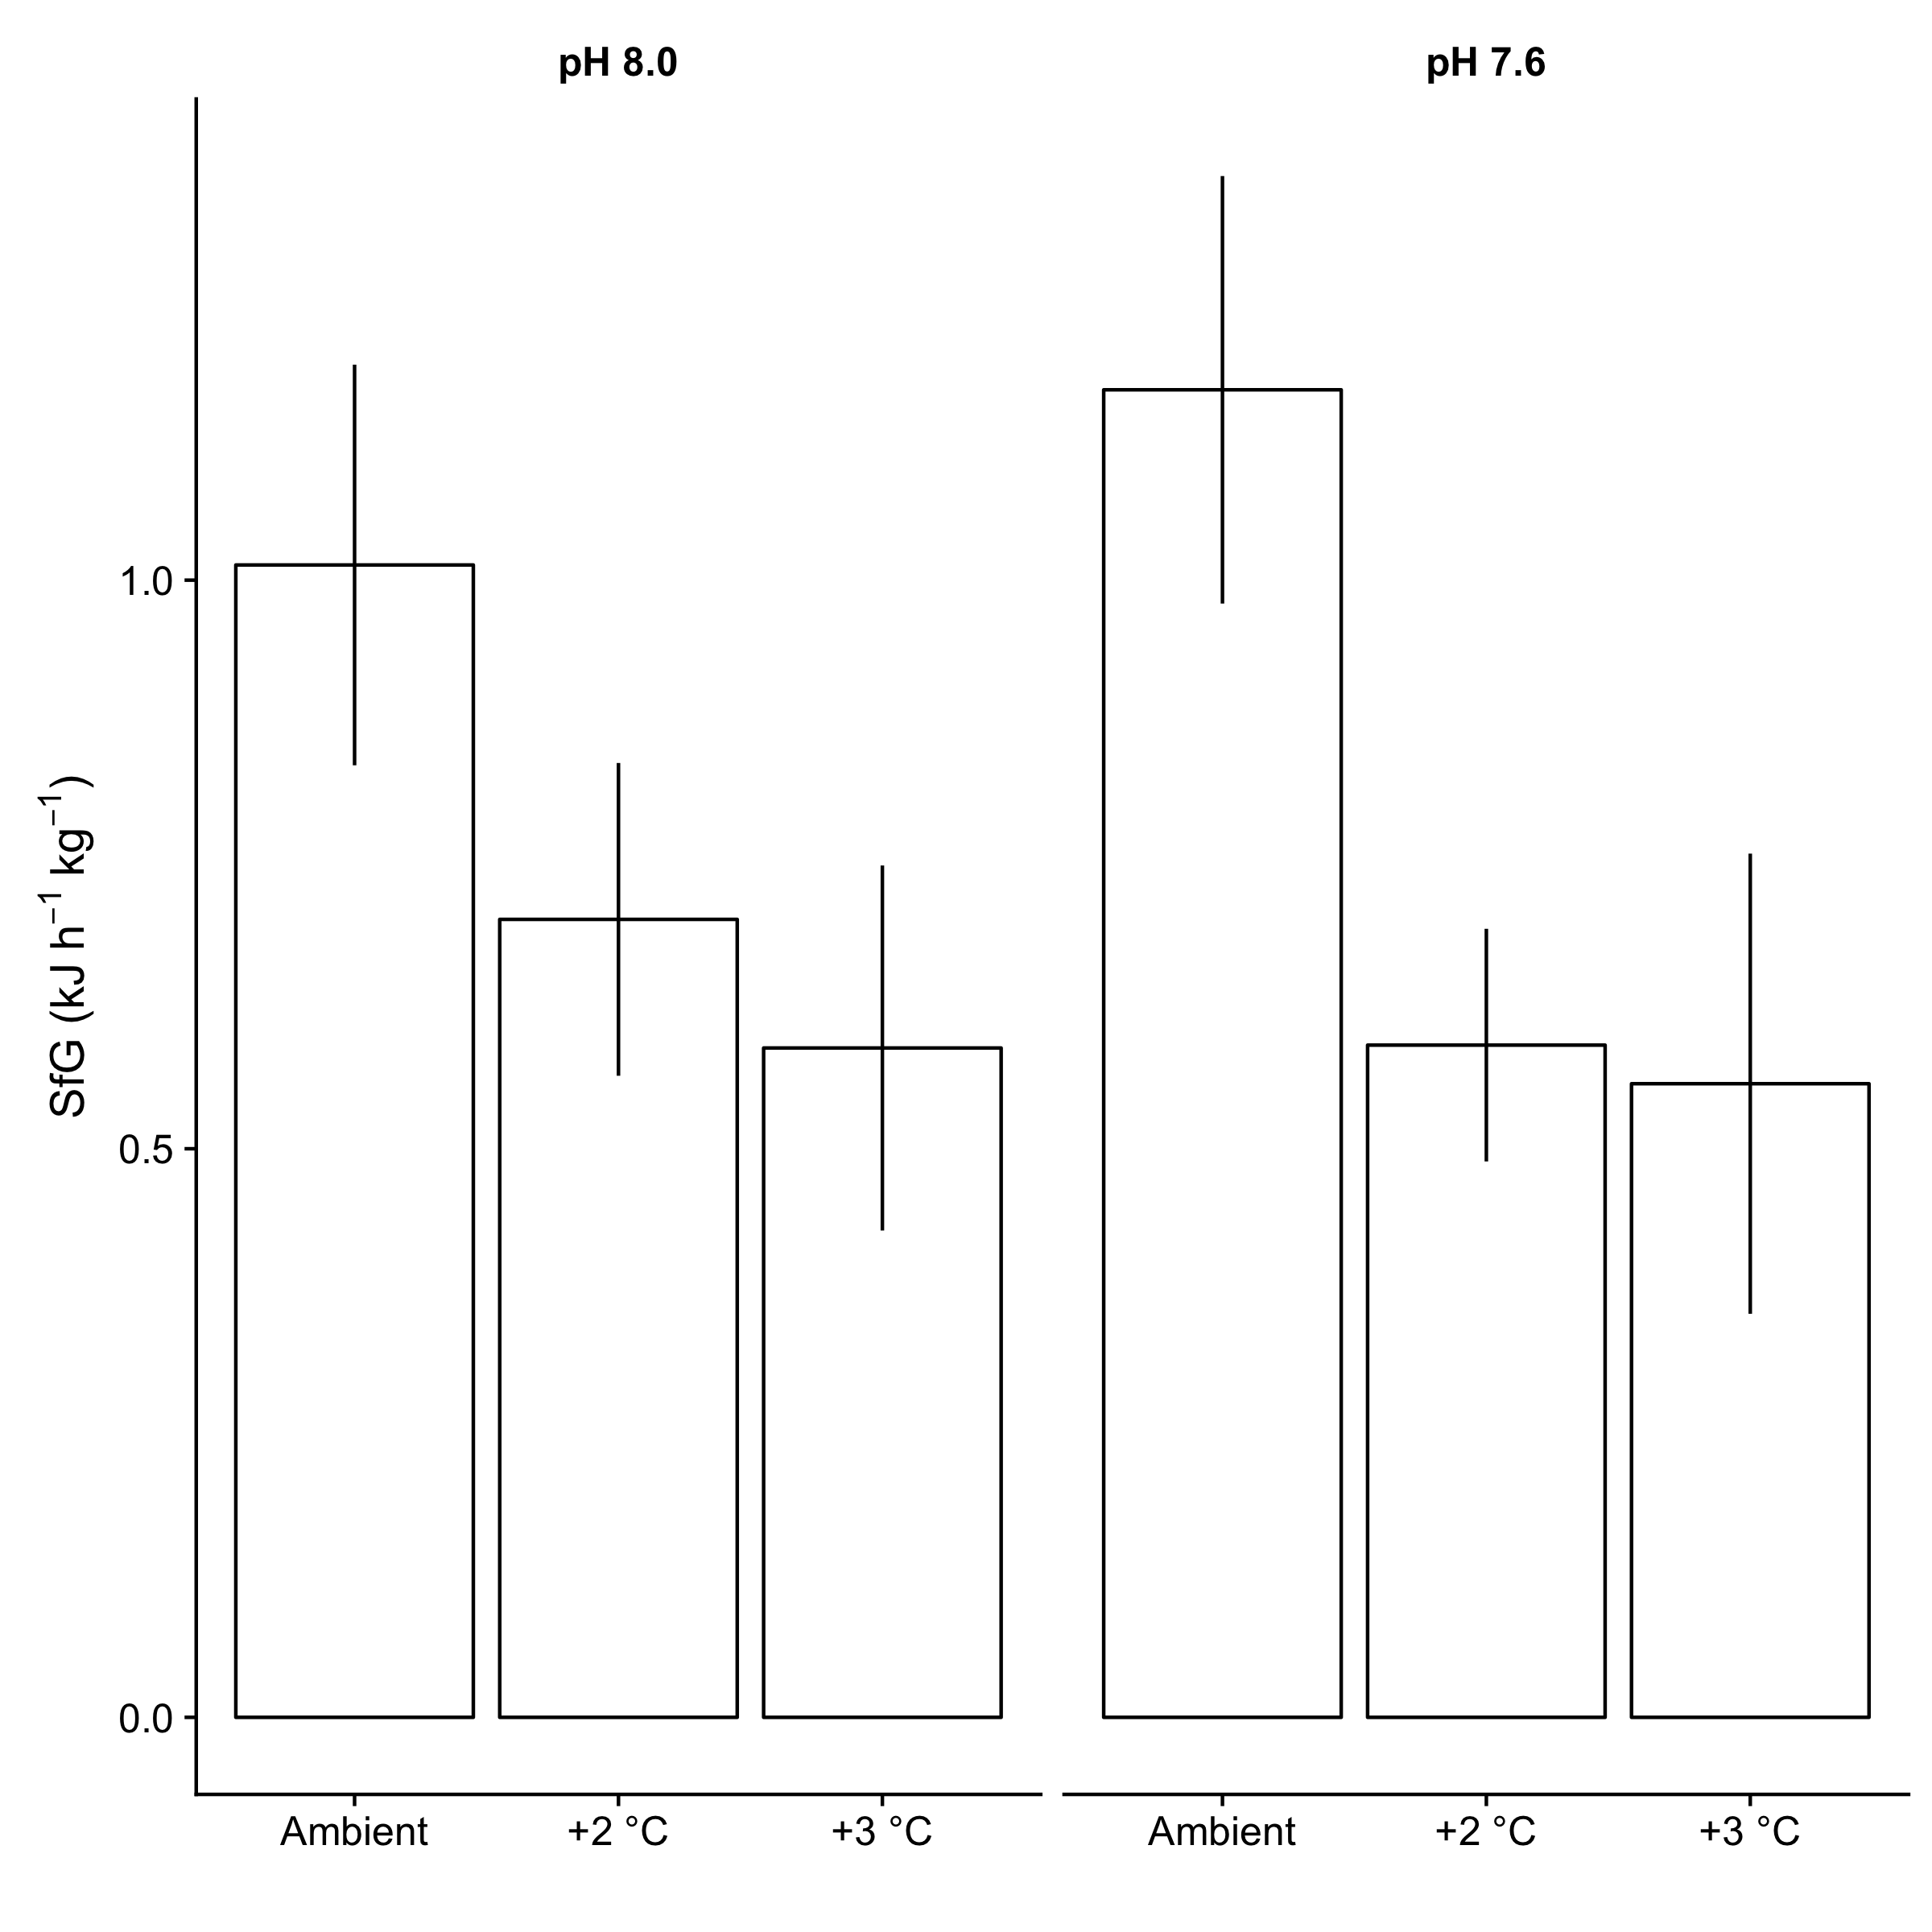 pH 8.0
pH 7.6
SfG (kJ h⁻¹ kg⁻¹)
1.0
0.5
0.0
Ambient +2 °C +3 °C Ambient +2 °C +3 °C